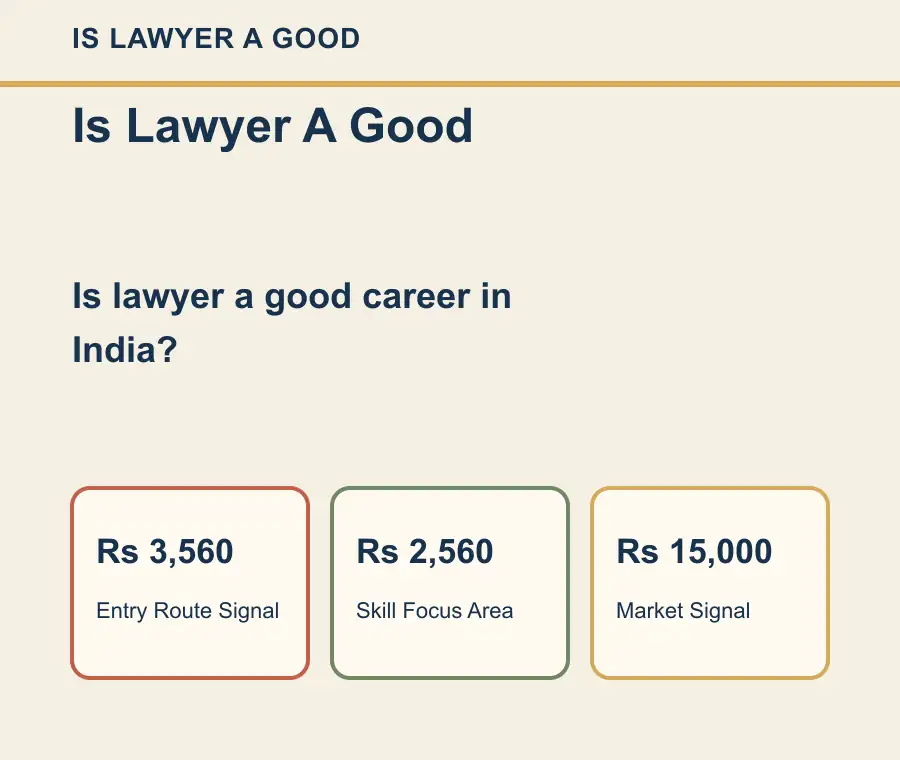 IS LAWYER A GOOD
Is Lawyer A Good
Is lawyer a good career in
India?
Rs 3,560
Entry Route Signal
Rs 2,560
Skill Focus Area
Rs 15,000
Market Signal